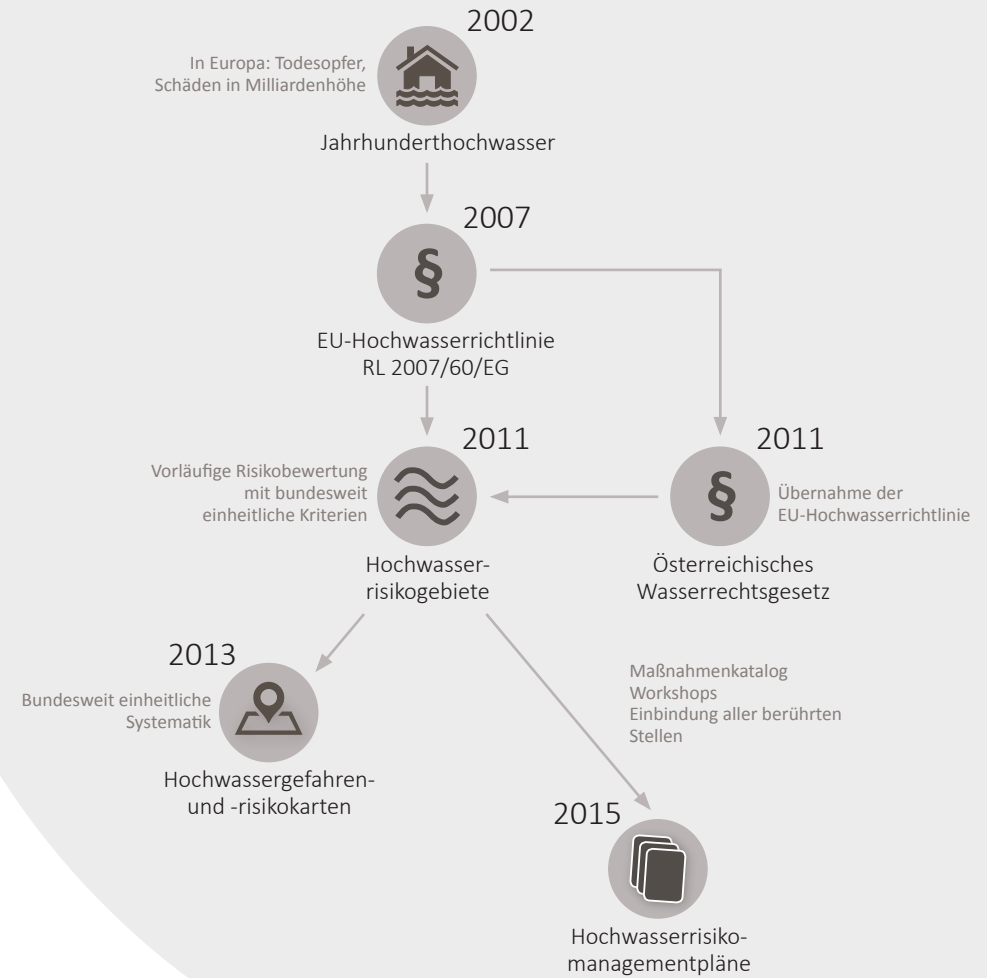 2002
In Europa: Todesopfer,
Schäden in Milliardenhöhe
Jahrhunderthochwasser
2007
§
EU-Hochwasserrichtlinie
RL 2007/60/EG
2011
Vorläufige Risikobewertung
mit bundesweit
einheitliche Kriterien
Hochwasser-
risikogebiete
2011
§
Übernahme der
EU-Hochwasserrichtlinie
Österreichisches
Wasserrechtsgesetz
2013
Bundesweit einheitliche
Systematik
Hochwassergefahren-
und -risikokarten
Maßnahmenkatalog
Workshops
Einbindung aller berührten
Stellen
2015
Hochwasserrisiko-
managementpläne